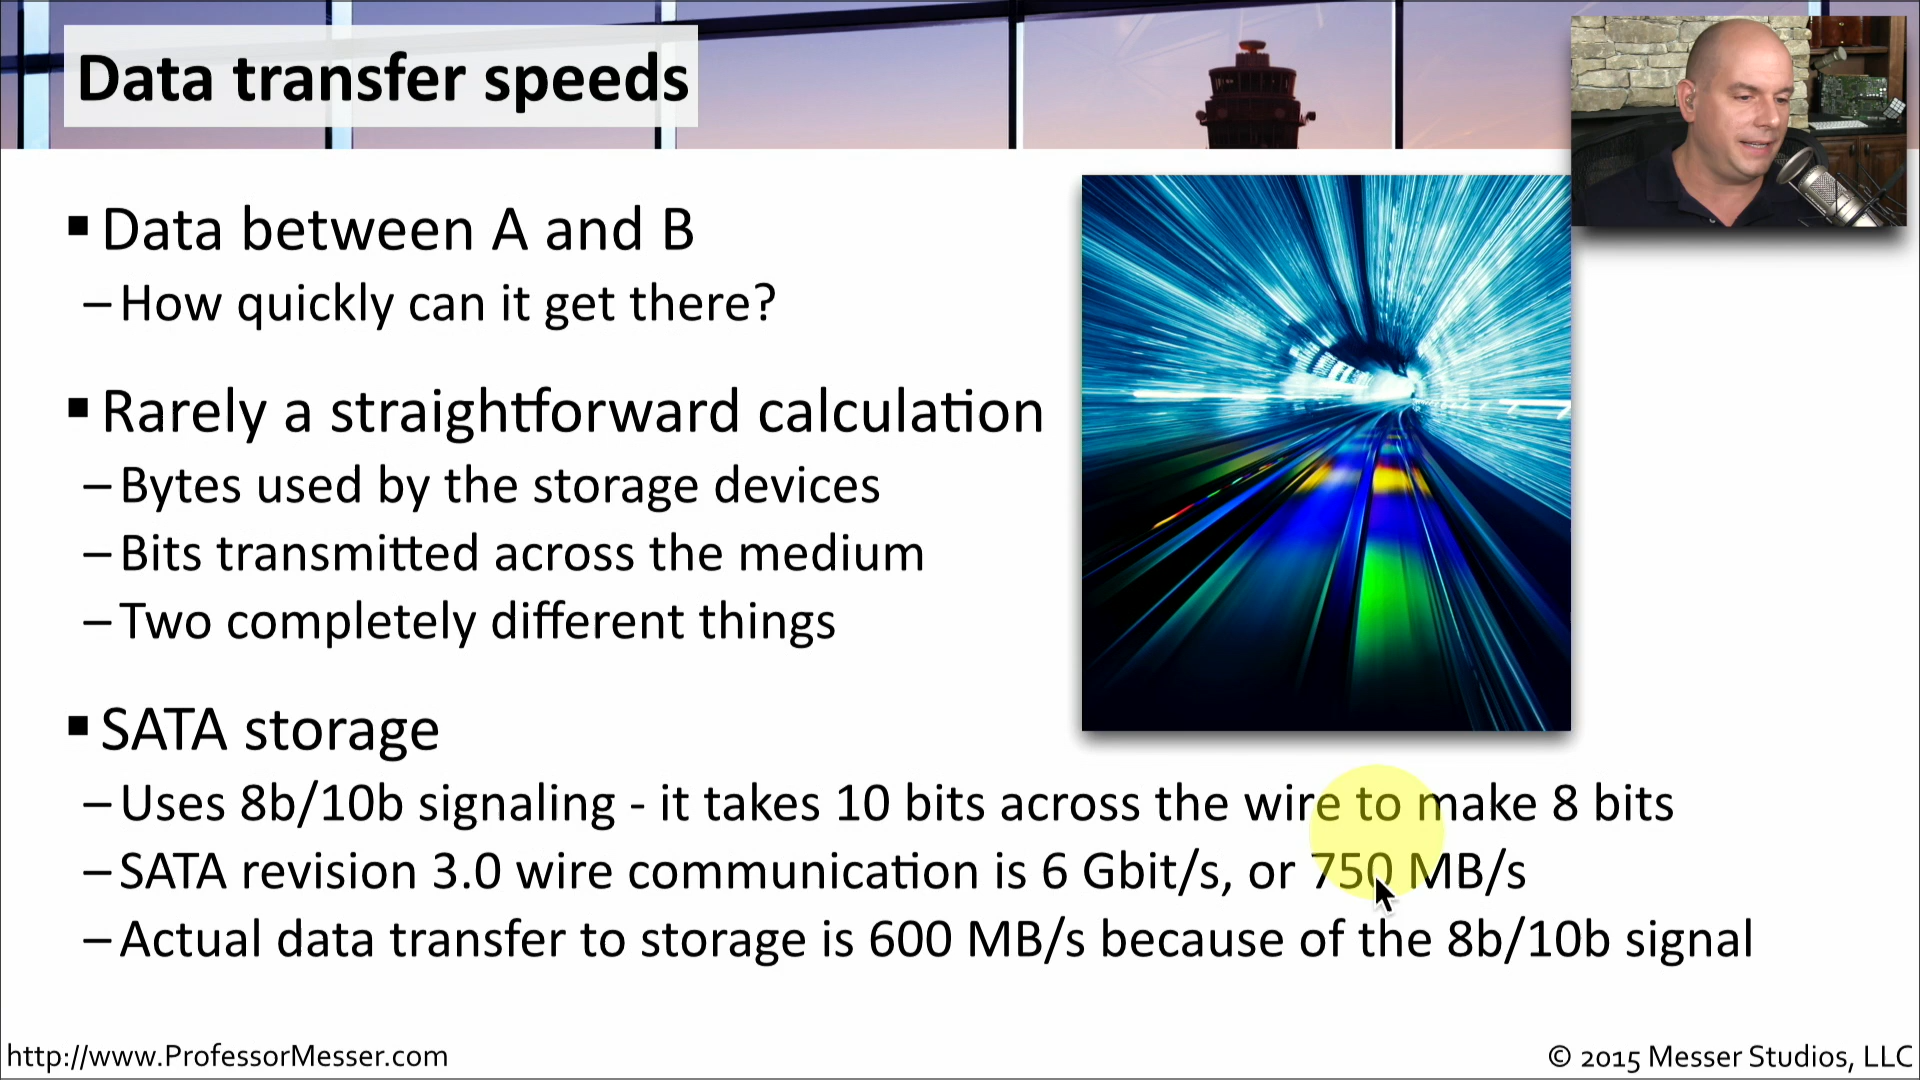 Data transfer speeds
▪ Data between A and B
– How quickly can it get there?
▪ Rarely a straightforward calculation
– Bytes used by the storage devices
– Bits transmitted across the medium
– Two completely different things
▪ SATA storage
– Uses 8b/10b signaling - it takes 10 bits across the wire to make 8 bits
– SATA revision 3.0 wire communication is 6 Gbit/s, or 750 MB/s
– Actual data transfer to storage is 600 MB/s because of the 8b/10b signal
http://www.ProfessorMesser.com
© 2015 Messer Studios, LLC